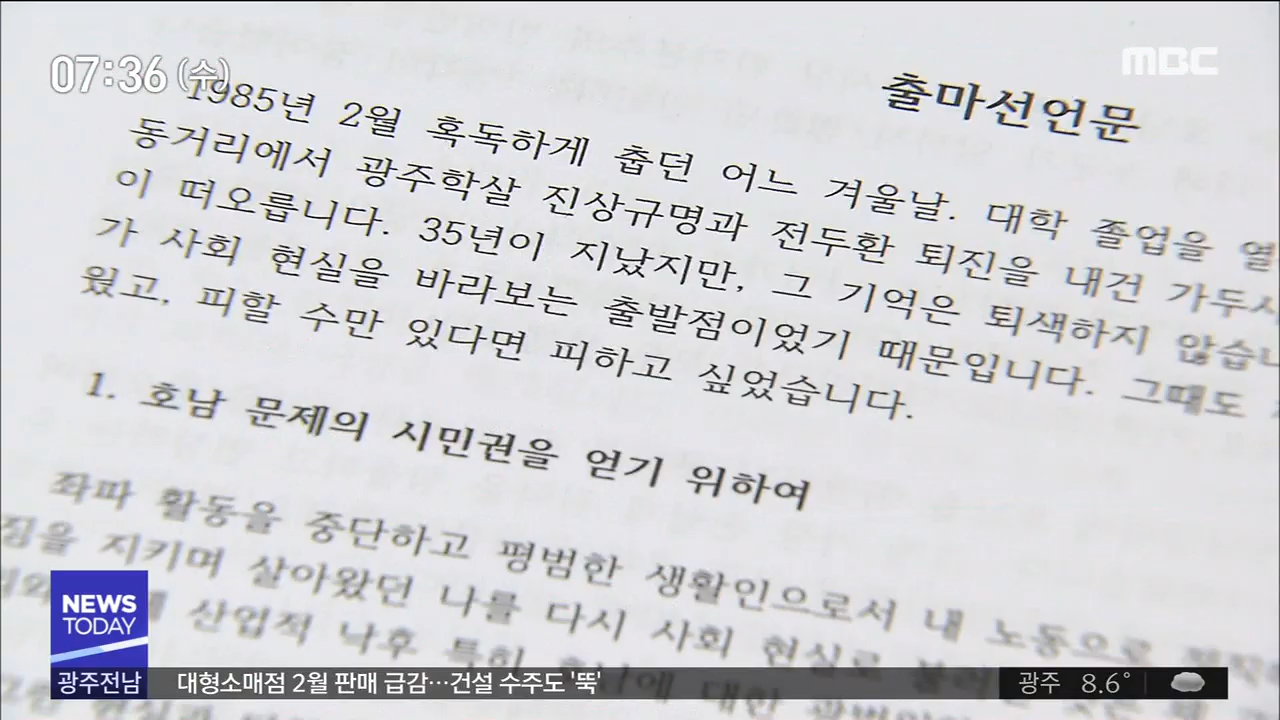 07:36 (수)
MBC
출마선언문
1985년 2월 혹독하게 춥던 어느 겨울날. 대학 졸업을
동거리에서 광주학살 진상규명과 전두환 퇴진을 내건
이 떠오릅니다. 35년이 지났지만, 그 기억은 퇴색하지
가 사회 현실을 바라보는 출발점이었기 때문입니다. 그때도
웠고, 피할 수만 있다면 피하고 싶었습니다.
1. 호남 문제의 시민권을 얻기 위하여
좌파 활동을 중단하고 평범한 생활인으로서 내 노동으로
지키며 살아왔던 나를 다시 사회 현실로
산업적 낙후 특히
NEWS
TODAY
광주전남 대형소매점 2월 판매 급감…건설 수주도 '뚝' 광주 8.6°